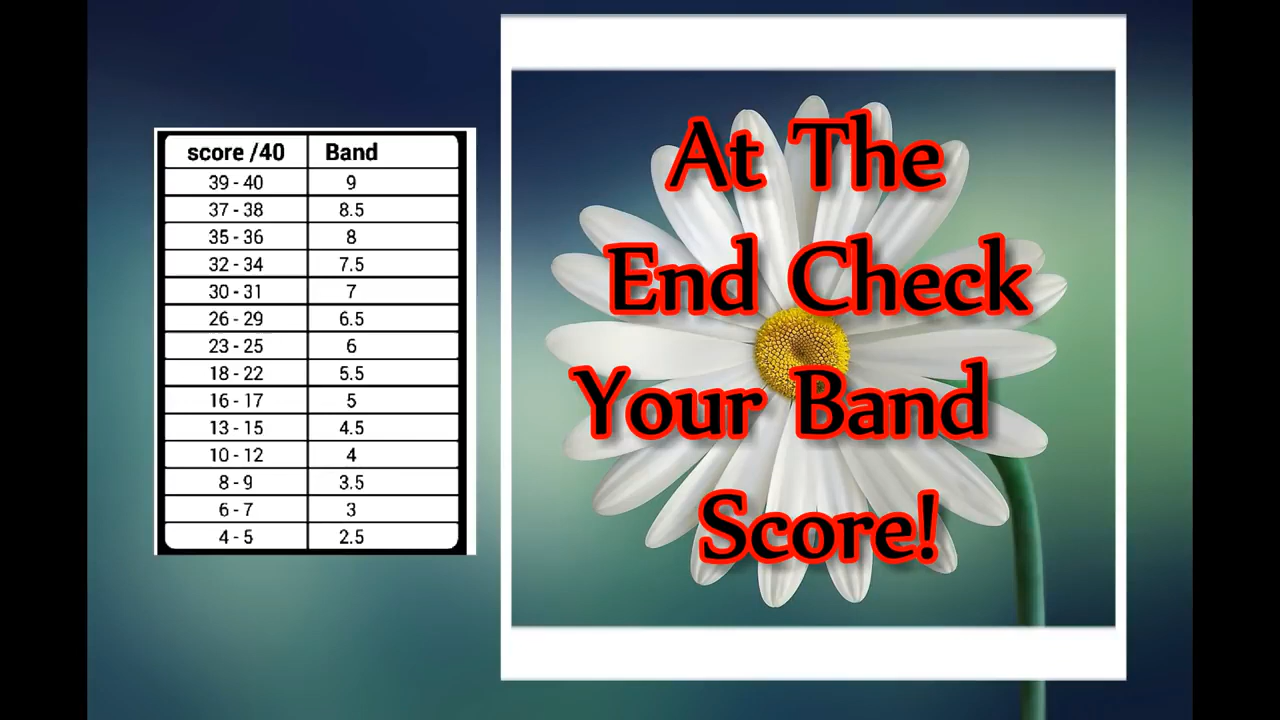 score /40 Band
39 - 40 9
37 - 38 8.5
35 - 36 8
32 - 34 7.5
30 - 31 7
26 - 29 6.5
23 - 25 6
18 - 22 5.5
16 - 17 5
13 - 15 4.5
10 - 12 4
8 - 9 3.5
6 - 7 3
4 - 5 2.5
At The
End Check
Your Band
Score!